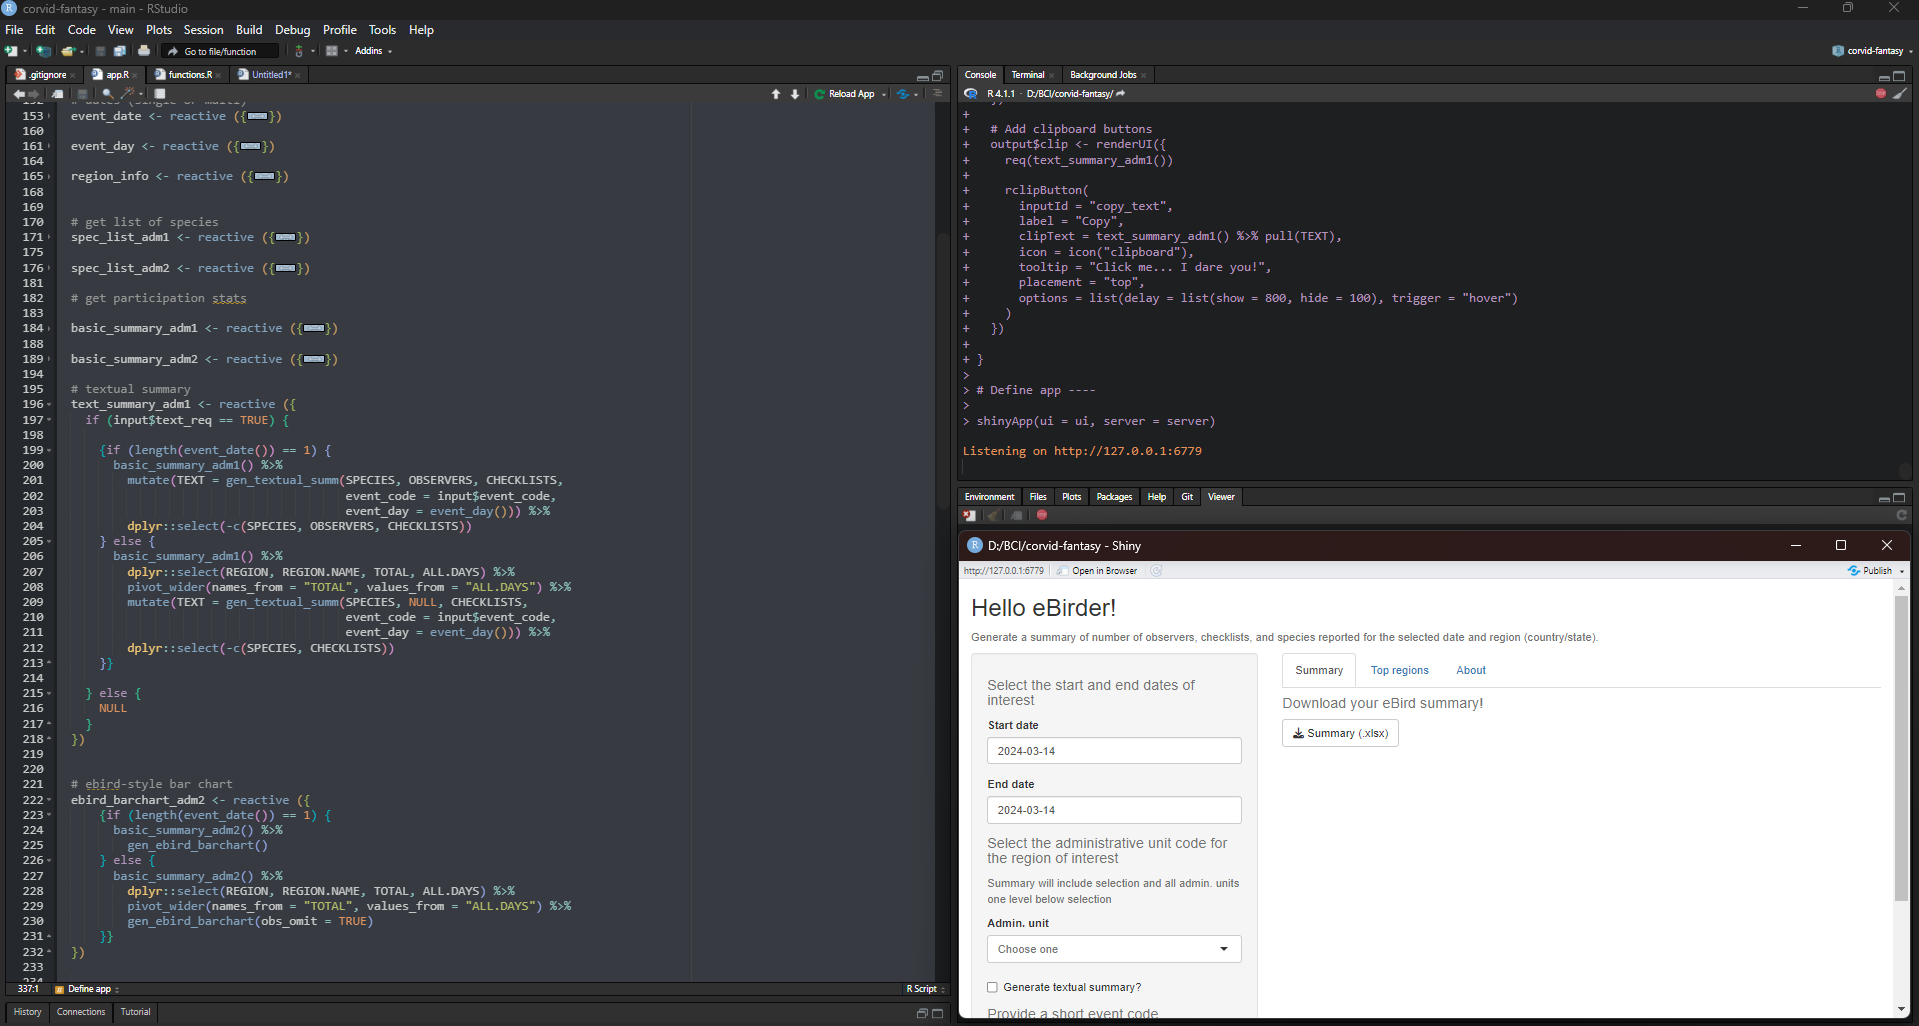 corvid-fantasy - main - RStudio
File Edit Code View Plots Session Build Debug Profile Tools Help
Go to file/function Addins corvid-fantasy
.gitignore app.R functions.R Untitled1*
Reload App
153 event_date <- reactive ({ })
160
161 event_day <- reactive ({ })
164
165 region_info <- reactive ({ })
168
169
170 # get list of species
171 spec_list_adm1 <- reactive ({ })
175
176 spec_list_adm2 <- reactive ({ })
181
182 # get participation stats
183
184 basic_summary_adm1 <- reactive ({ })
188
189 basic_summary_adm2 <- reactive ({ })
194
195 # textual summary
196 text_summary_adm1 <- reactive ({
197 if (input$text_req == TRUE) {
198
199 {if (length(event_date()) == 1) {
200 basic_summary_adm1() %>%
201 mutate(TEXT = gen_textual_summ(SPECIES, OBSERVERS, CHECKLISTS,
202 event_code = input$event_code,
203 event_day = event_day())) %>%
204 dplyr::select(-c(SPECIES, OBSERVERS, CHECKLISTS))
205 } else {
206 basic_summary_adm1() %>%
207 dplyr::select(REGION, REGION.NAME, TOTAL, ALL.DAYS) %>%
208 pivot_wider(names_from = "TOTAL", values_from = "ALL.DAYS") %>%
209 mutate(TEXT = gen_textual_summ(SPECIES, NULL, CHECKLISTS,
210 event_code = input$event_code,
211 event_day = event_day())) %>%
212 dplyr::select(-c(SPECIES, CHECKLISTS))
213 }}
214
215 } else {
216 NULL
217 }
218 })
219
220
221 # ebird-style bar chart
222 ebird_barchart_adm2 <- reactive ({
223 {if (length(event_date()) == 1) {
224 basic_summary_adm2() %>%
225 gen_ebird_barchart()
226 } else {
227 basic_summary_adm2() %>%
228 dplyr::select(REGION, REGION.NAME, TOTAL, ALL.DAYS) %>%
229 pivot_wider(names_from = "TOTAL", values_from = "ALL.DAYS") %>%
230 gen_ebird_barchart(obs_omit = TRUE)
231 }}
232 })
233
337:1 Define app R Script
History Connections Tutorial
Console Terminal Background Jobs
R 4.1.1 · D:/BCI/corvid-fantasy/
+
+ # Add clipboard buttons
+ output$clip <- renderUI({
+ req(text_summary_adm1())
+
+ rclipButton(
+ inputId = "copy_text",
+ label = "Copy",
+ clipText = text_summary_adm1() %>% pull(TEXT),
+ icon = icon("clipboard"),
+ tooltip = "Click me... I dare you!",
+ placement = "top",
+ options = list(delay = list(show = 800, hide = 100), trigger = "hover")
+ )
+ })
+
+ }
>
> # Define app ----
>
> shinyApp(ui = ui, server = server)
Listening on http://127.0.0.1:6779
Environment Files Plots Packages Help Git Viewer
D:/BCI/corvid-fantasy - Shiny
http://127.0.0.1:6779 Open in Browser Publish
Hello eBirder!
Generate a summary of number of observers, checklists, and species reported for the selected date and region (country/state).
Select the start and end dates of
interest
Start date
2024-03-14
End date
2024-03-14
Select the administrative unit code for
the region of interest
Summary will include selection and all admin. units
one level below selection
Admin. unit
Choose one
Generate textual summary?
Provide a short event code
Summary Top regions About
Download your eBird summary!
Summary (.xlsx)